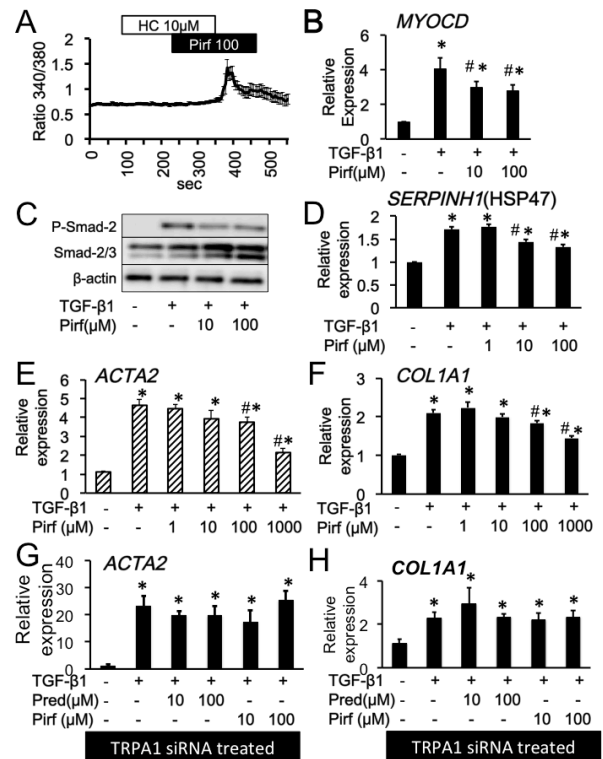 A
HC 10µM
Pirf 100
Ratio 340/380
2
1.5
1
0.5
0
0 100 200 300 400 500
sec
B
MYOCD
Relative
Expression
6
4
2
0
*
#*
#*
TGF-β1 - + + +
Pirf(µM) - - 10 100
C
P-Smad-2
Smad-2/3
β-actin
TGF-β1 - + + +
Pirf(µM) - - 10 100
D
SERPINH1(HSP47)
Relative
expression
2
1.5
1
0.5
* * #* #*
TGF-β1 - + + + +
Pirf(µM) - - 1 10 100
E
ACTA2
Relative
expression
6
5
4
3
2
1
0
* * * #* #*
TGF-β1 - + + + + +
Pirf (µM) - - 1 10 100 1000
F
COL1A1
Relative
expression
3
2
1
0
* * * #* #*
TGF-β1 - + + + + +
Pirf (µM) - - 1 10 100 1000
G
ACTA2
Relative
expression
30
20
10
0
* * * * *
TGF-β1 - + + + + +
Pred(µM) - - 10 100 - -
Pirf (µM) - - - - 10 100
TRPA1 siRNA treated
H
COL1A1
Relative
expression
4
2
0
* * * * *
TGF-β1 - + + + + +
Pred(µM) - - 10 100 - -
Pirf (µM) - - - - 10 100
TRPA1 siRNA treated